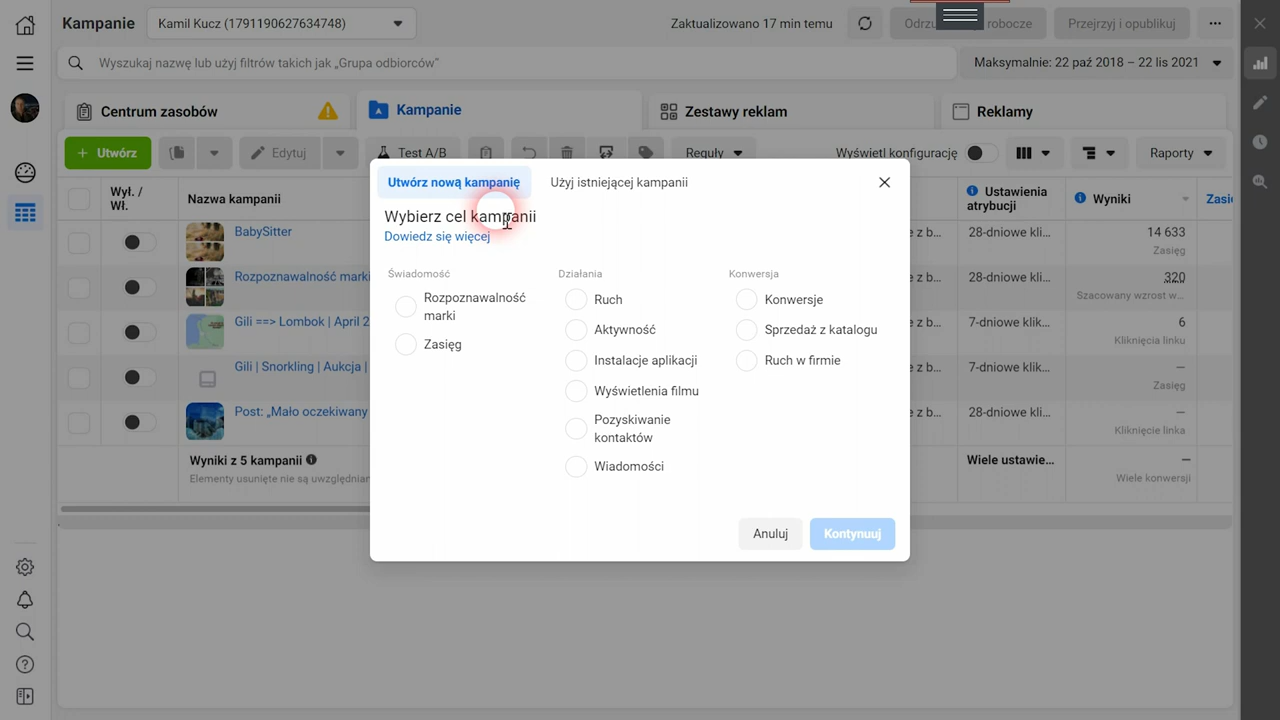 Kampanie
Kamil Kucz (1791190627634748)
Zaktualizowano 17 min temu
Przejrzyj i opublikuj
Wyszukaj nazwę lub użyj filtrów takich jak „Grupa odbiorców”
Maksymalnie: 22 paź 2018 – 22 lis 2021
Centrum zasobów
Kampanie
Zestawy reklam
Reklamy
+ Utwórz
Edytuj
Test A/B
Reguły
Wyświetl konfigurację
Raporty
Wył. /
Wł.
Nazwa kampanii
Ustawienia
atrybucji
Wyniki
BabySitter
28-dniowe kli...
14 633
Zasięg
Rozpoznawalność marki
28-dniowe kli...
320
Szacowany wzrost w...
Gili ==> Lombok | April 2
7-dniowe klik...
6
Kliknięcia linku
Gili | Snorkling | Aukcja |
7-dniowe klik...
—
Zasięg
Post: „Mało oczekiwany
28-dniowe kli...
—
Kliknięcie linka
Wyniki z 5 kampanii
Elementy usunięte nie są
Wiele ustawie...
—
Wiele konwersji
Utwórz nową kampanię
Użyj istniejącej kampanii
Wybierz cel kampanii
Dowiedz się więcej
Świadomość
Rozpoznawalność
marki
Zasięg
Działania
Ruch
Aktywność
Instalacje aplikacji
Wyświetlenia filmu
Pozyskiwanie
kontaktów
Wiadomości
Konwersja
Konwersje
Sprzedaż z katalogu
Ruch w firmie
Anuluj
Kontynuuj